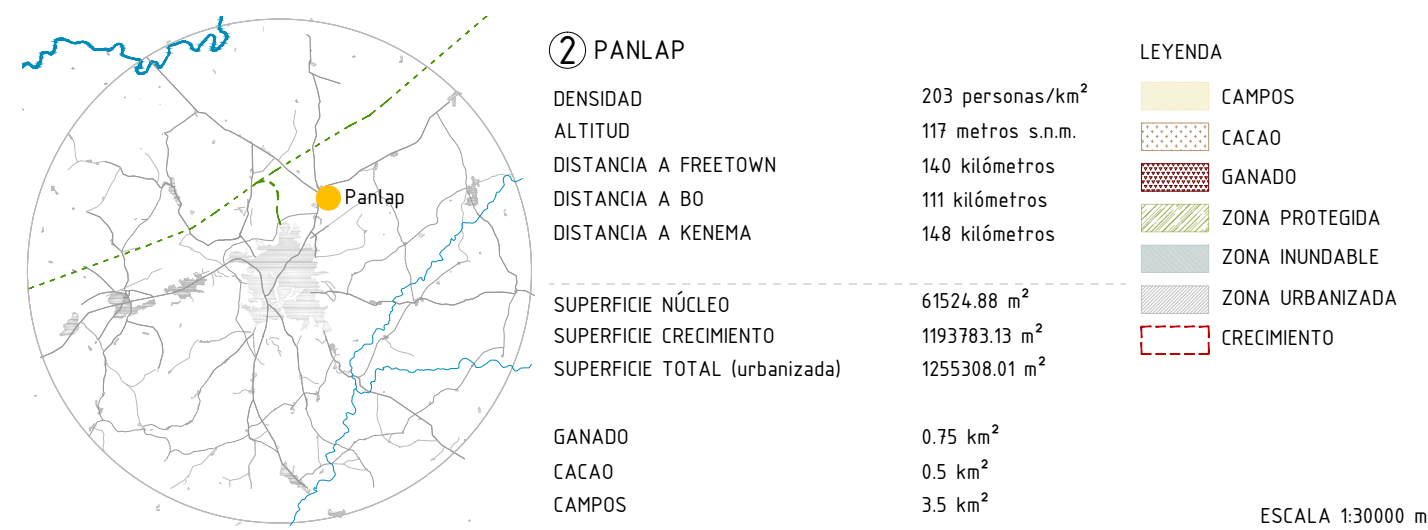 Panlap
2 PANLAP
DENSIDAD 203 personas/km²
ALTITUD 117 metros s.n.m.
DISTANCIA A FREETOWN 140 kilómetros
DISTANCIA A BO 111 kilómetros
DISTANCIA A KENEMA 148 kilómetros
SUPERFICIE NÚCLEO 61524.88 m²
SUPERFICIE CRECIMIENTO 1193783.13 m²
SUPERFICIE TOTAL (urbanizada) 1255308.01 m²
GANADO 0.75 km²
CACAO 0.5 km²
CAMPOS 3.5 km²
LEYENDA
CAMPOS
CACAO
GANADO
ZONA PROTEGIDA
ZONA INUNDABLE
ZONA URBANIZADA
CRECIMIENTO
ESCALA 1:30000 m